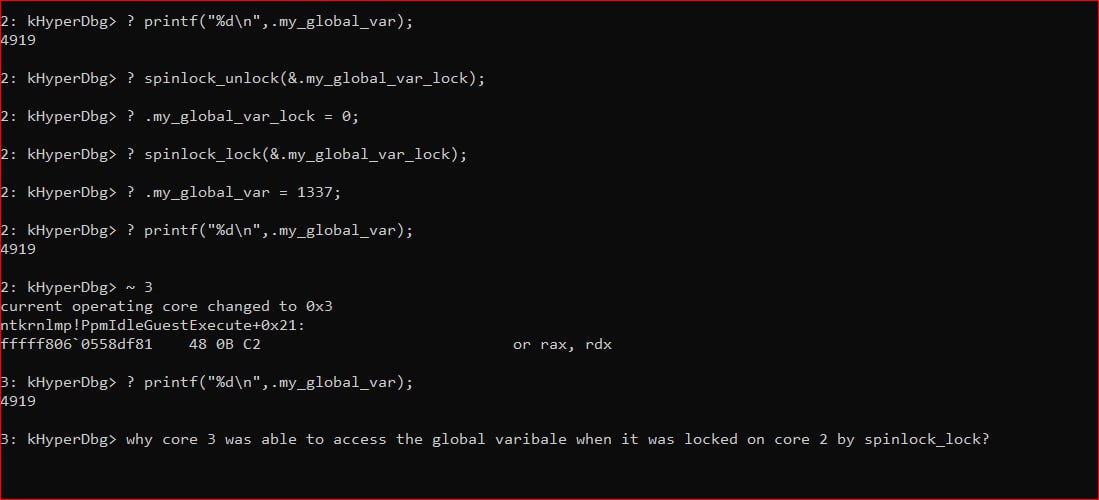 2: kHyperDbg> ? printf("%d\n",.my_global_var);
4919
2: kHyperDbg> ? spinlock_unlock(&.my_global_var_lock);
2: kHyperDbg> ? .my_global_var_lock = 0;
2: kHyperDbg> ? spinlock_lock(&.my_global_var_lock);
2: kHyperDbg> ? .my_global_var = 1337;
2: kHyperDbg> ? printf("%d\n",.my_global_var);
4919
2: kHyperDbg> ~ 3
current operating core changed to 0x3
ntkrnlmp!PpmIdleGuestExecute+0x21:
fffff806`0558df81    48 0B C2                             or rax, rdx
3: kHyperDbg> ? printf("%d\n",.my_global_var);
4919
3: kHyperDbg> why core 3 was able to access the global varibale when it was locked on core 2 by spinlock_lock?